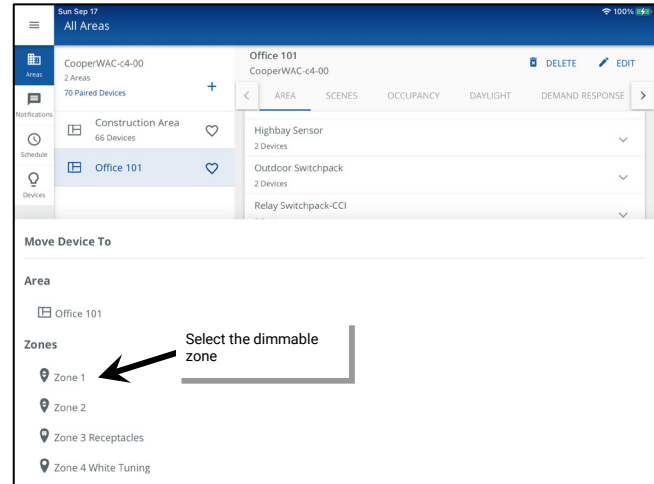 Sun Sep 17
100%
All Areas
Areas
Notifications
Schedule
Devices
CooperWAC-c4-00
2 Areas
70 Paired Devices
+
Construction Area
66 Devices
Office 101
Office 101
CooperWAC-c4-00
DELETE
EDIT
< AREA SCENES OCCUPANCY DAYLIGHT DEMAND RESPONSE >
Highbay Sensor
2 Devices
Outdoor Switchpack
2 Devices
Relay Switchpack-CCI
Move Device To
Area
Office 101
Zones
Select the dimmable
zone
Zone 1
Zone 2
Zone 3 Receptacles
Zone 4 White Tuning